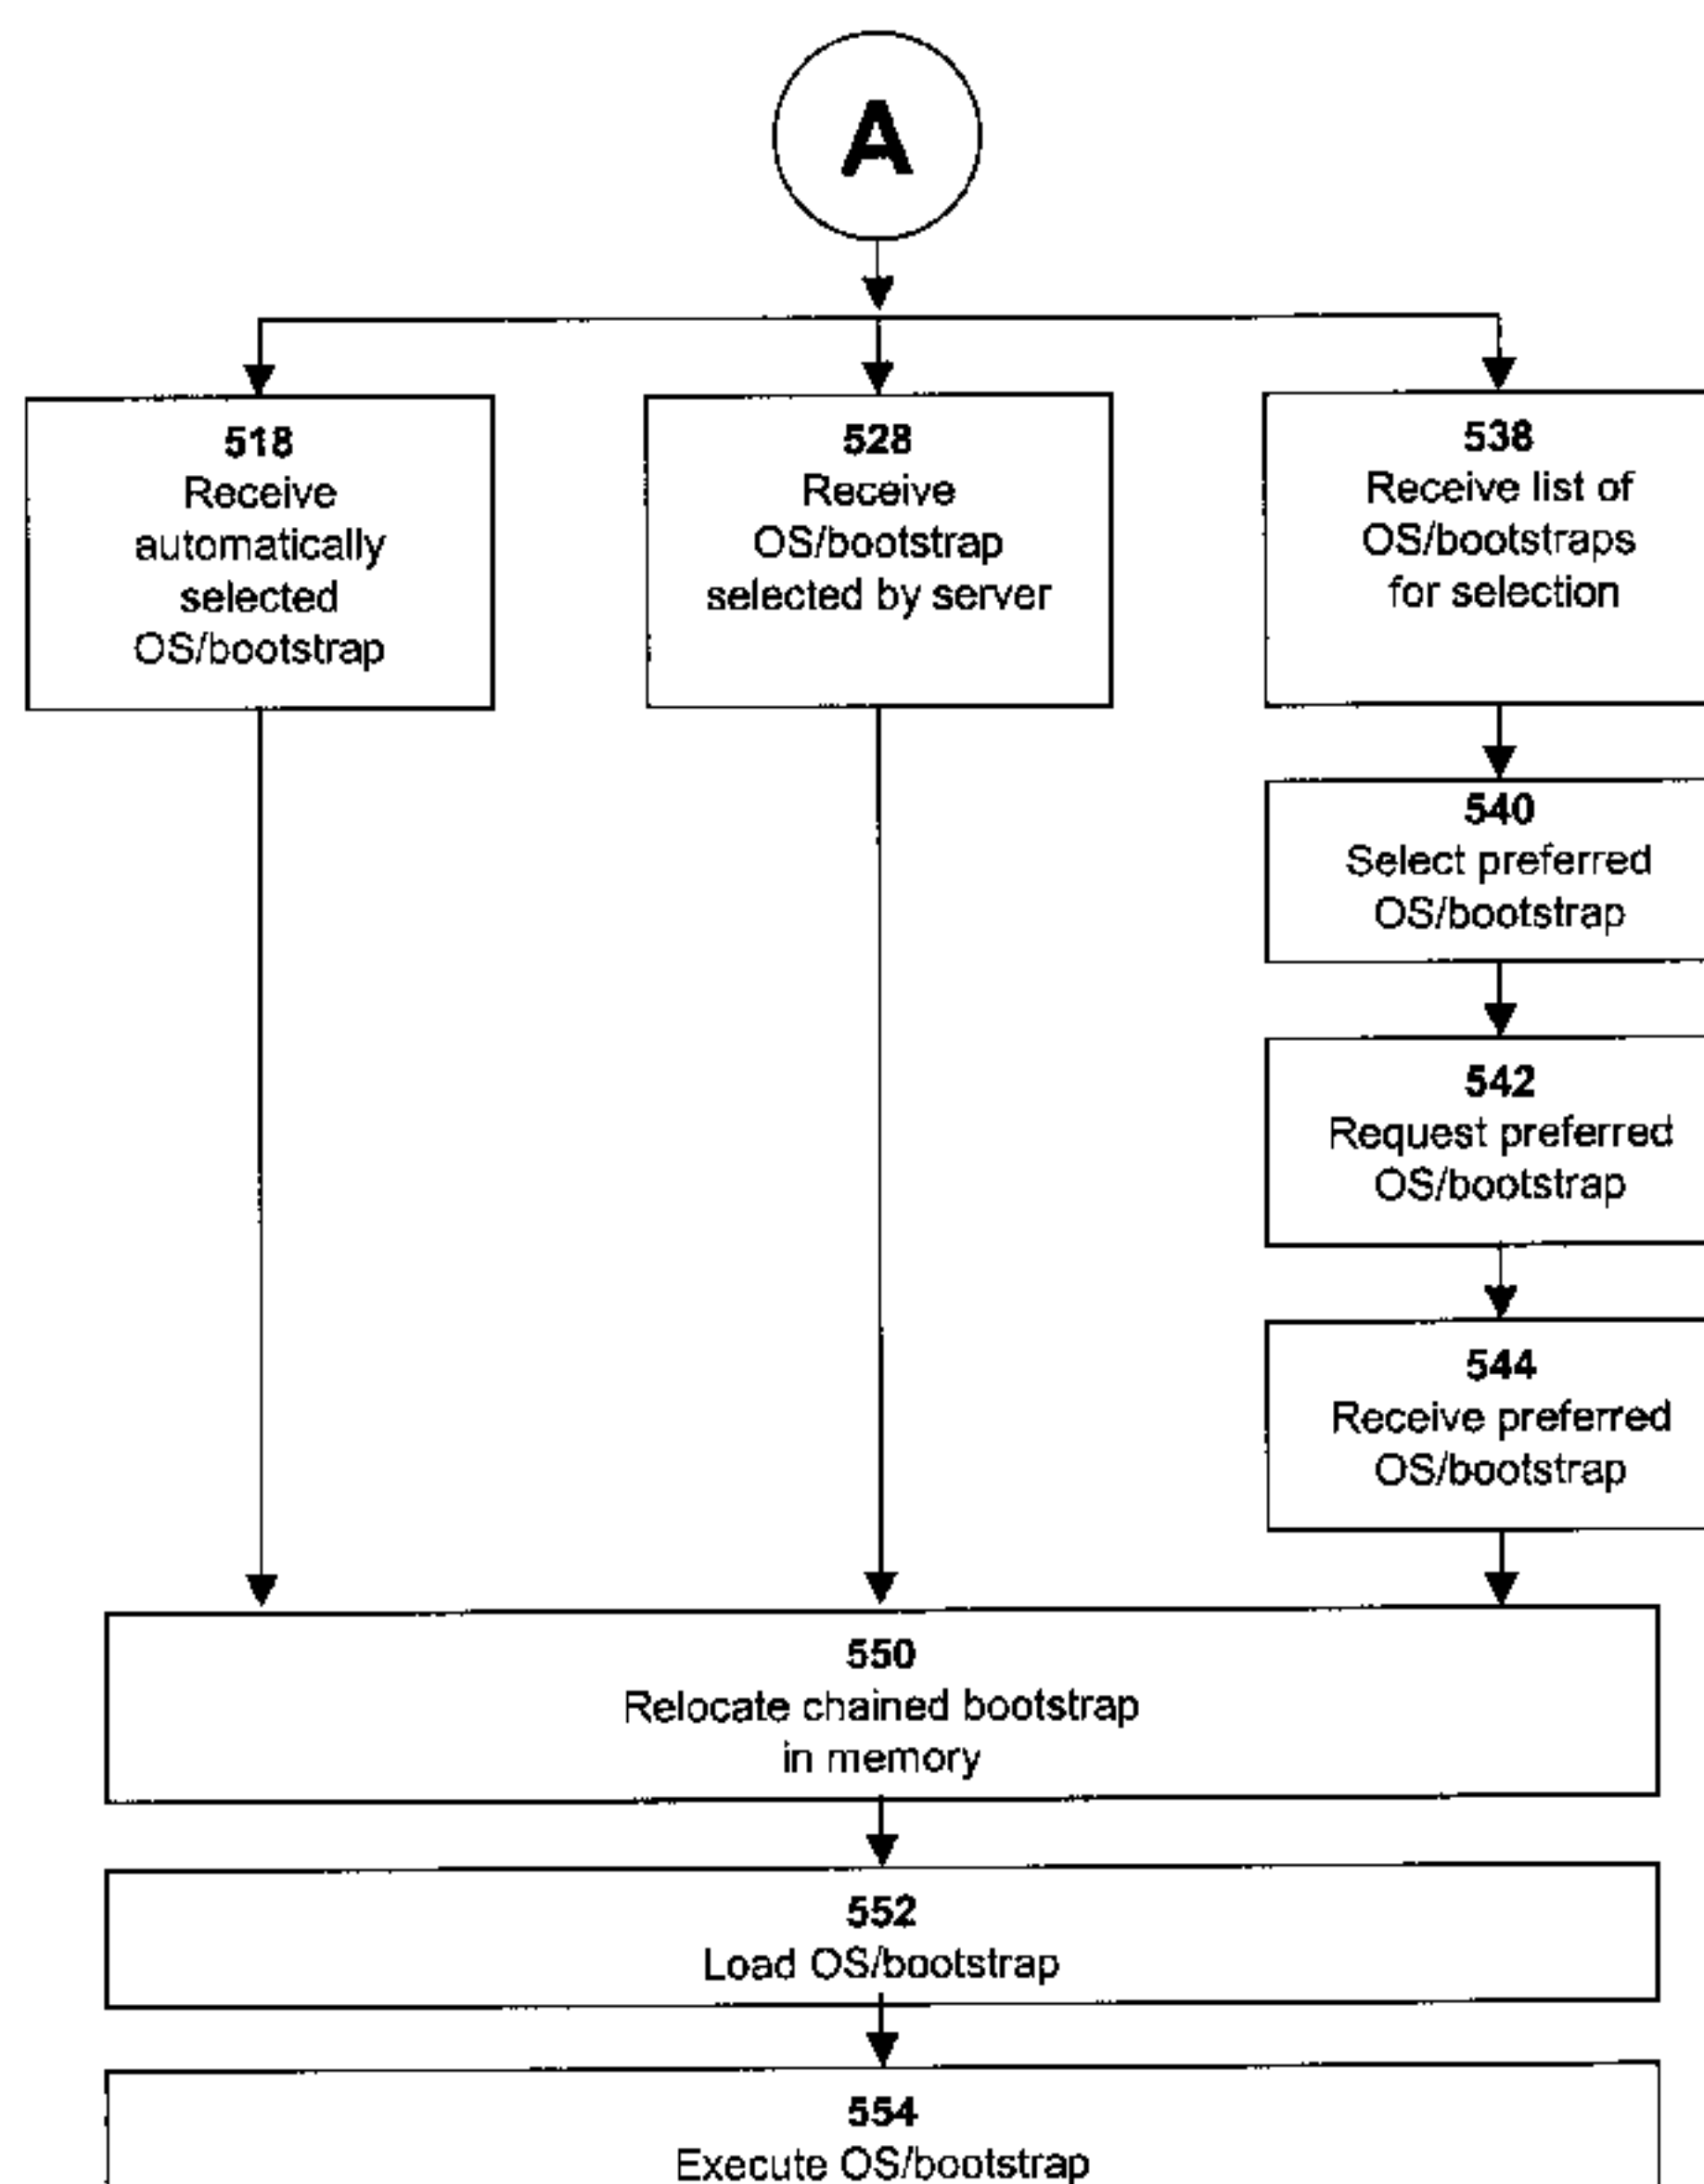 A
518
Receive
automatically
selected
OS/bootstrap
528
Receive
OS/bootstrap
selected by server
538
Receive list of
OS/bootstraps
for selection
540
Select preferred
OS/bootstrap
542
Request preferred
OS/bootstrap
544
Receive preferred
OS/bootstrap
550
Relocate chained bootstrap
in memory
552
Load OS/bootstrap
554
Execute OS/bootstrap